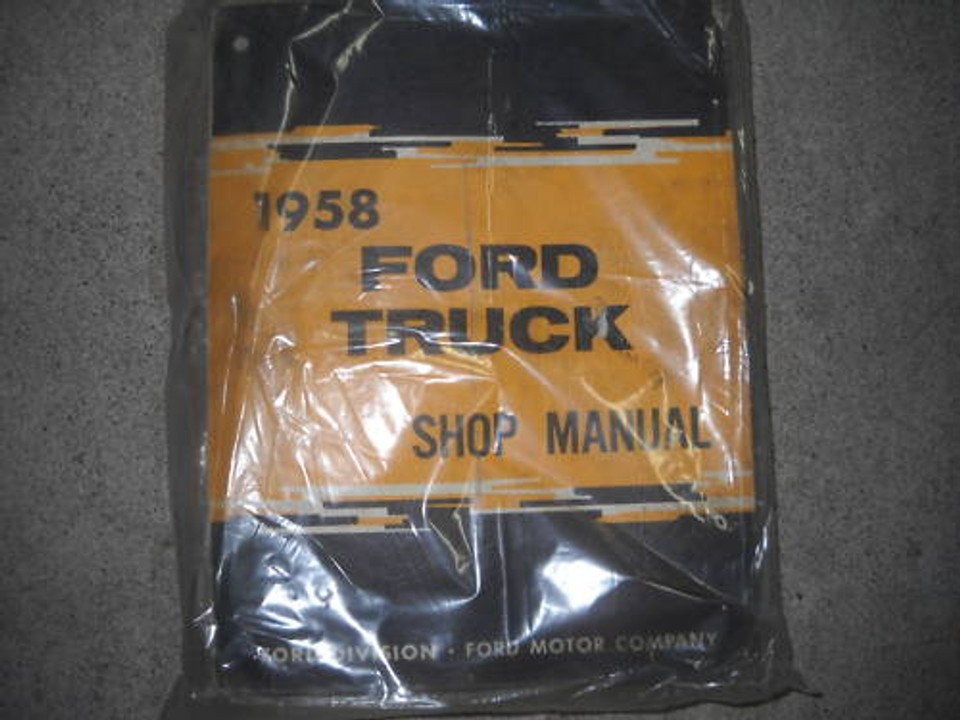 1958
FORD
TRUCK
SHOP MANUAL
FORD DIVISION · FORD MOTOR COMPANY